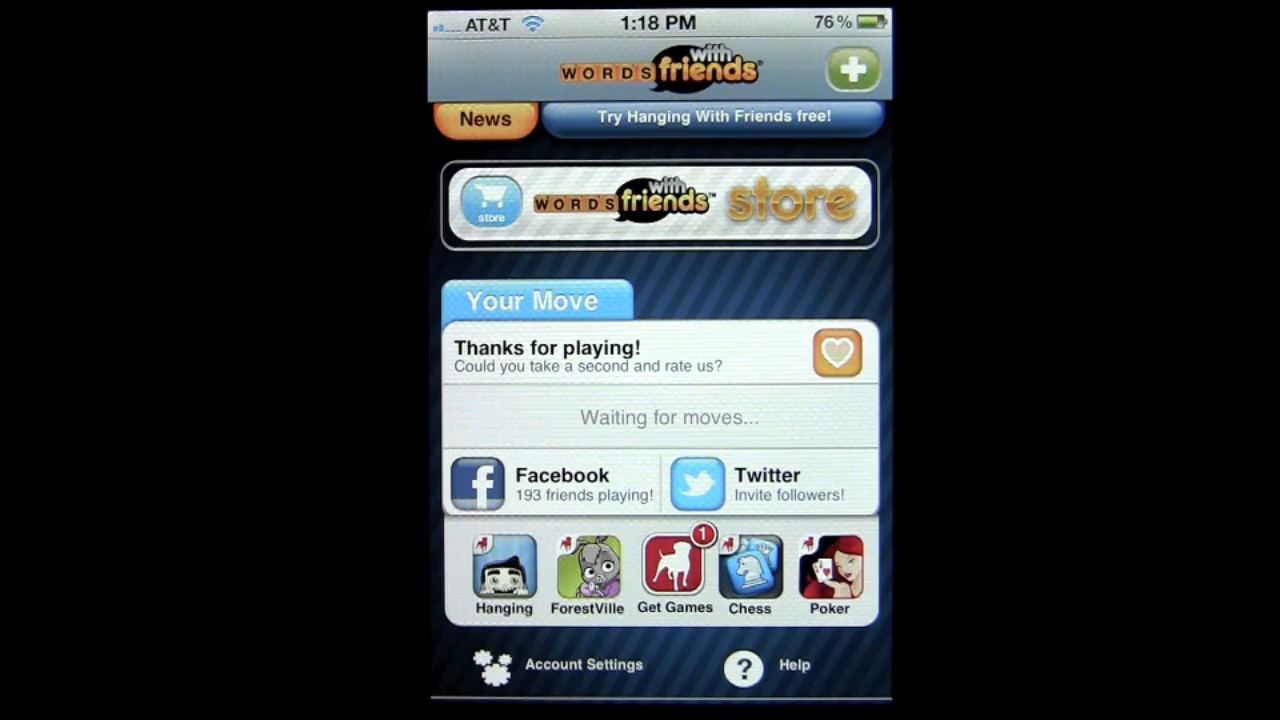 AT&T 1:18 PM 76%
WORDS with friends
News Try Hanging With Friends free!
store WORDS with friends™ store
Your Move
Thanks for playing!
Could you take a second and rate us?
Waiting for moves...
Facebook
193 friends playing!
Twitter
Invite followers!
1
Hanging ForestVille Get Games Chess Poker
Account Settings ? Help